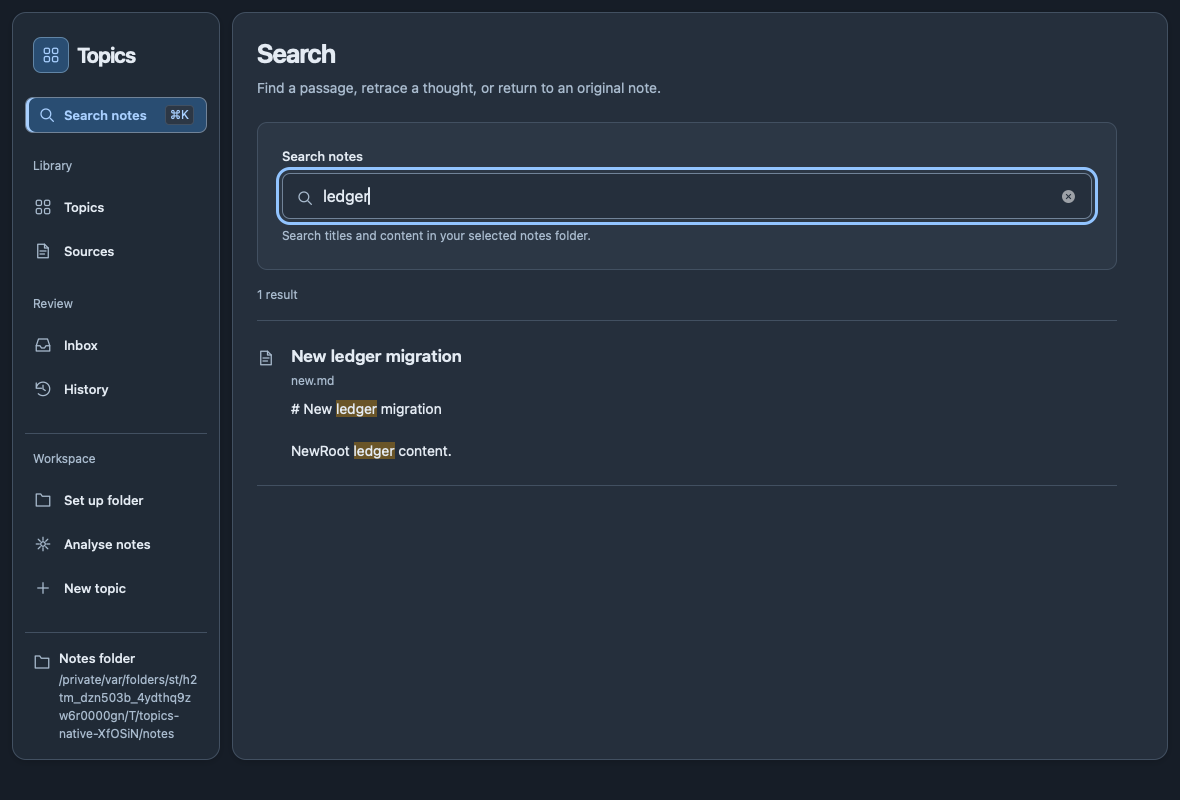 Topics
Search notes ⌘K
Library
Topics
Sources
Review
Inbox
History
Workspace
Set up folder
Analyse notes
New topic
Notes folder
/private/var/folders/st/h2
tm_dzn503b_4ydthq9z
w6r0000gn/T/topics-
native-XfOSiN/notes
Search
Find a passage, retrace a thought, or return to an original note.
Search notes
ledger
Search titles and content in your selected notes folder.
1 result
New ledger migration
new.md
# New ledger migration
NewRoot ledger content.